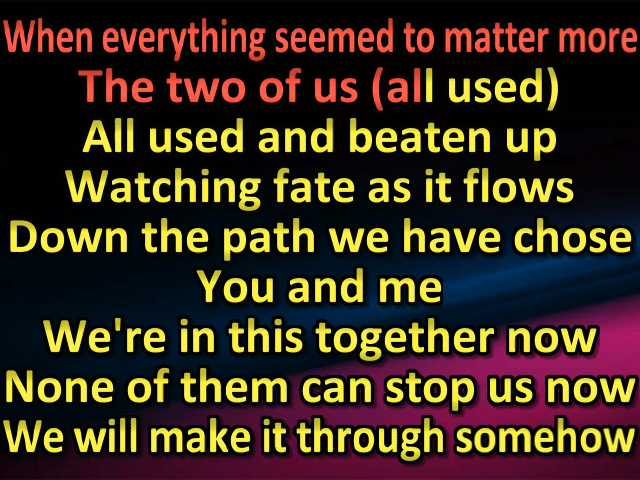 When everything seemed to matter more
The two of us (all used)
All used and beaten up
Watching fate as it flows
Down the path we have chose
You and me
We're in this together now
None of them can stop us now
We will make it through somehow